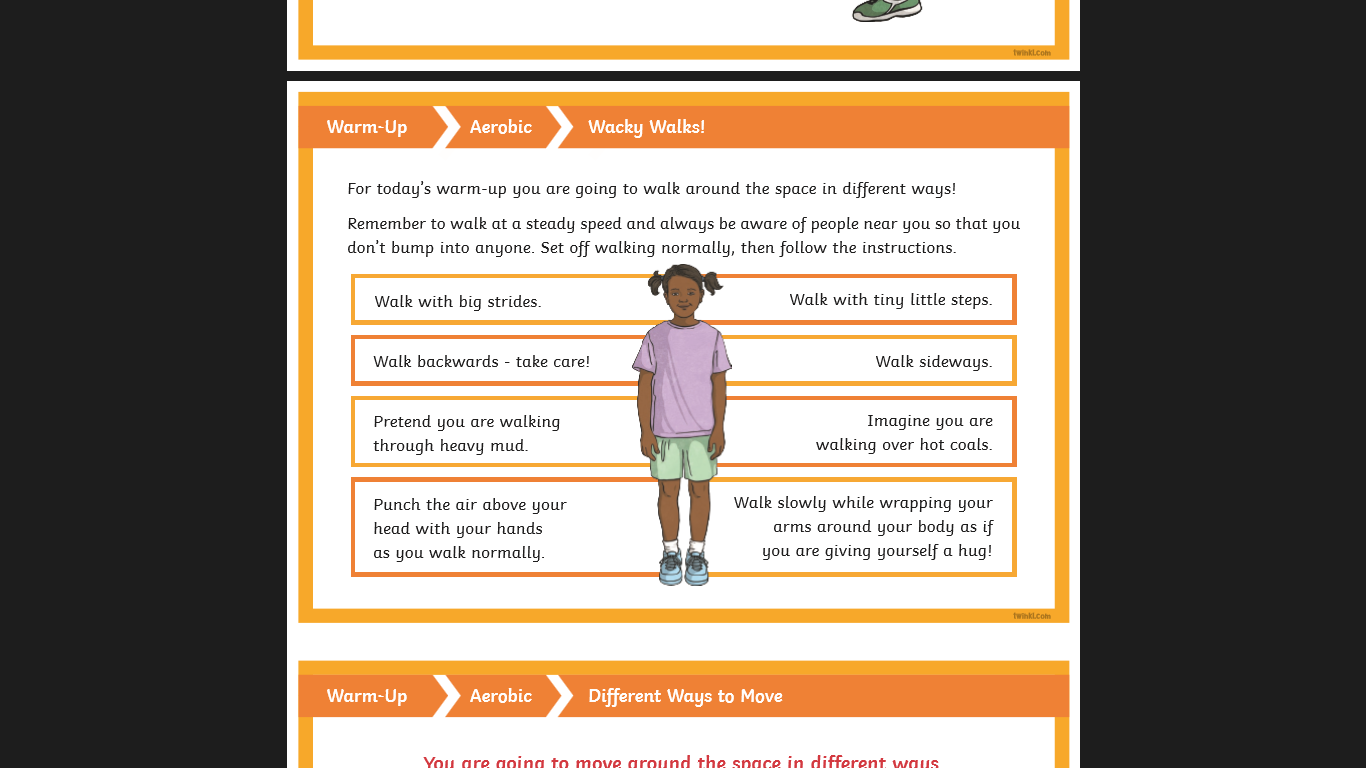 twinkl.com
Warm-Up
Aerobic
Wacky Walks!
For today's warm-up you are going to walk around the space in different ways!
Remember to walk at a steady speed and always be aware of people near you so that you
don't bump into anyone. Set off walking normally, then follow the instructions.
Walk with big strides.
Walk with tiny little steps.
Walk backwards - take care!
Walk sideways.
Pretend you are walking
through heavy mud.
Imagine you are
walking over hot coals.
Punch the air above your
head with your hands
as you walk normally.
Walk slowly while wrapping your
arms around your body as if
you are giving yourself a hug!
twinkl.com
Warm-Up
Aerobic
Different Ways to Move
You are going to move around the space in different ways